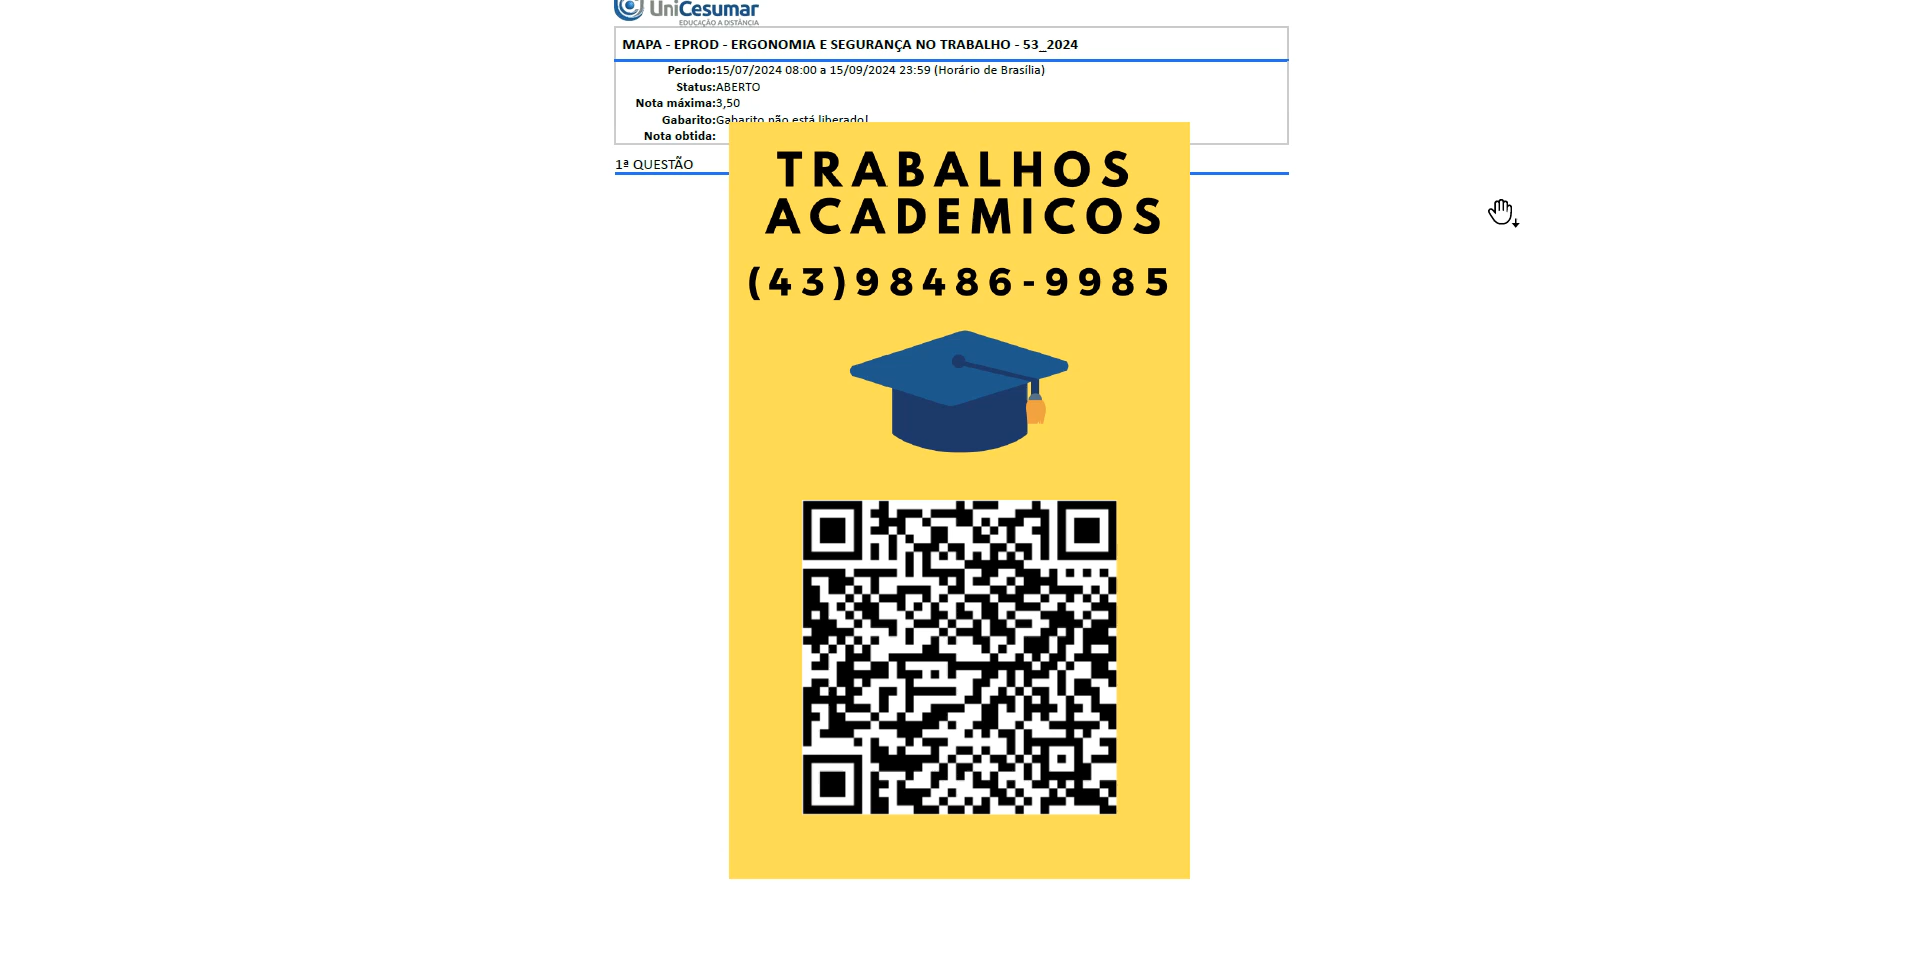 UniCesumar
EDUCAÇÃO A DISTÂNCIA
MAPA - EPROD - ERGONOMIA E SEGURANÇA NO TRABALHO - 53_2024
Período:15/07/2024 08:00 a 15/09/2024 23:59 (Horário de Brasília)
Status:ABERTO
Nota máxima:3,50
Gabarito:Gabarito não está liberado!
Nota obtida:
1ª QUESTÃO
TRABALHOS
ACADEMICOS
(43)98486-9985